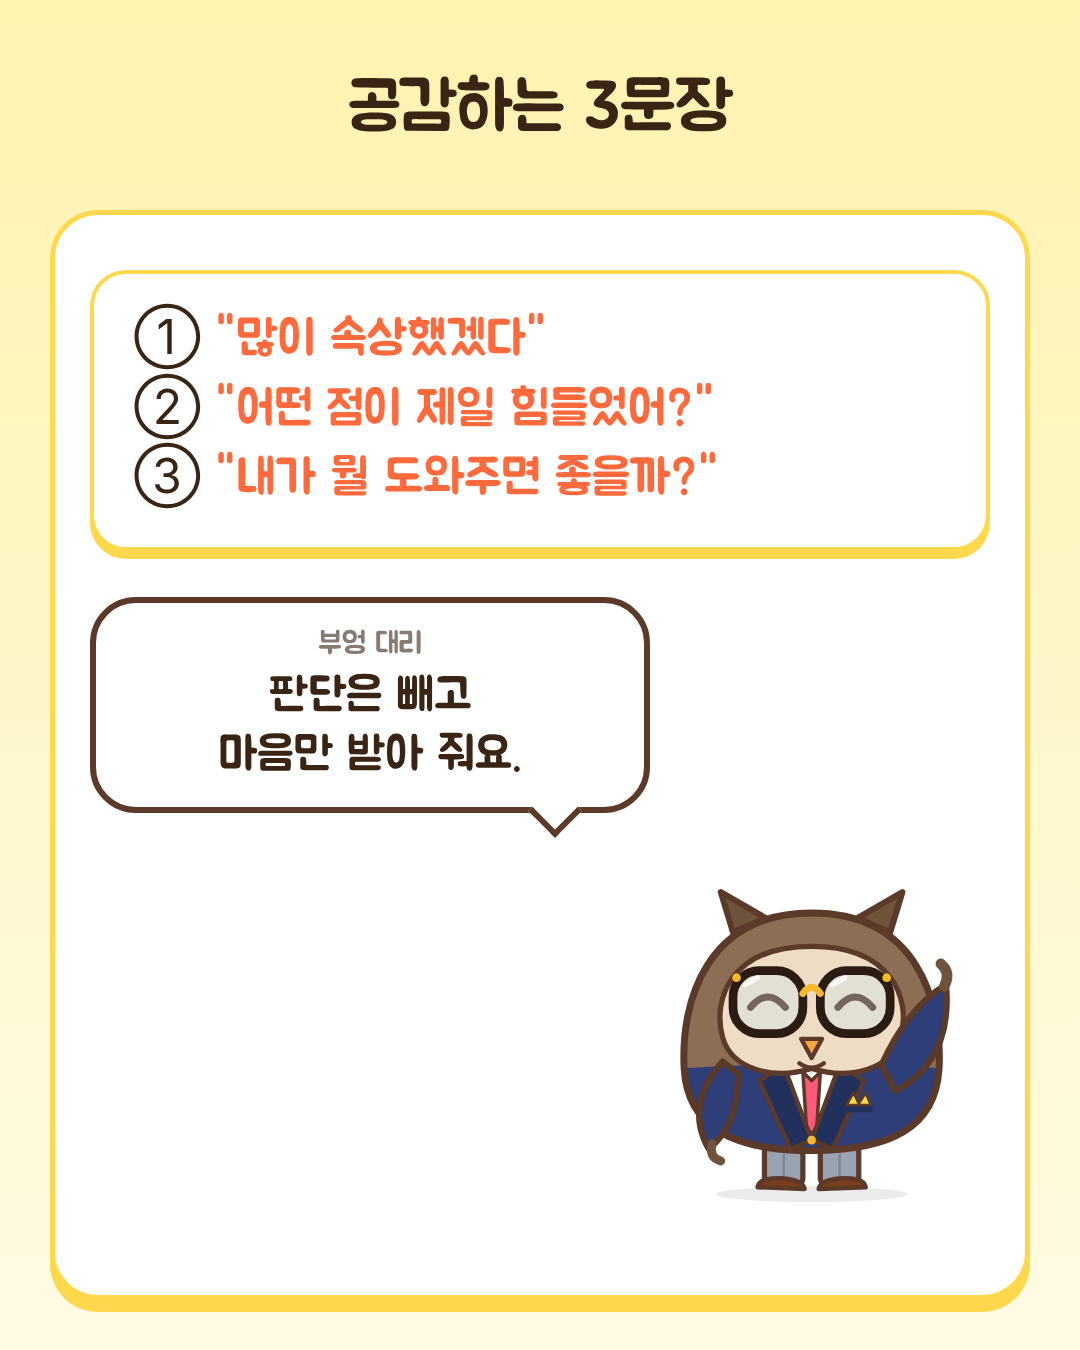 공감하는 3문장
① "많이 속상했겠다"
② "어떤 점이 제일 힘들었어?"
③ "내가 뭘 도와주면 좋을까?"
부엉 대리
판단은 빼고
마음만 받아 줘요.